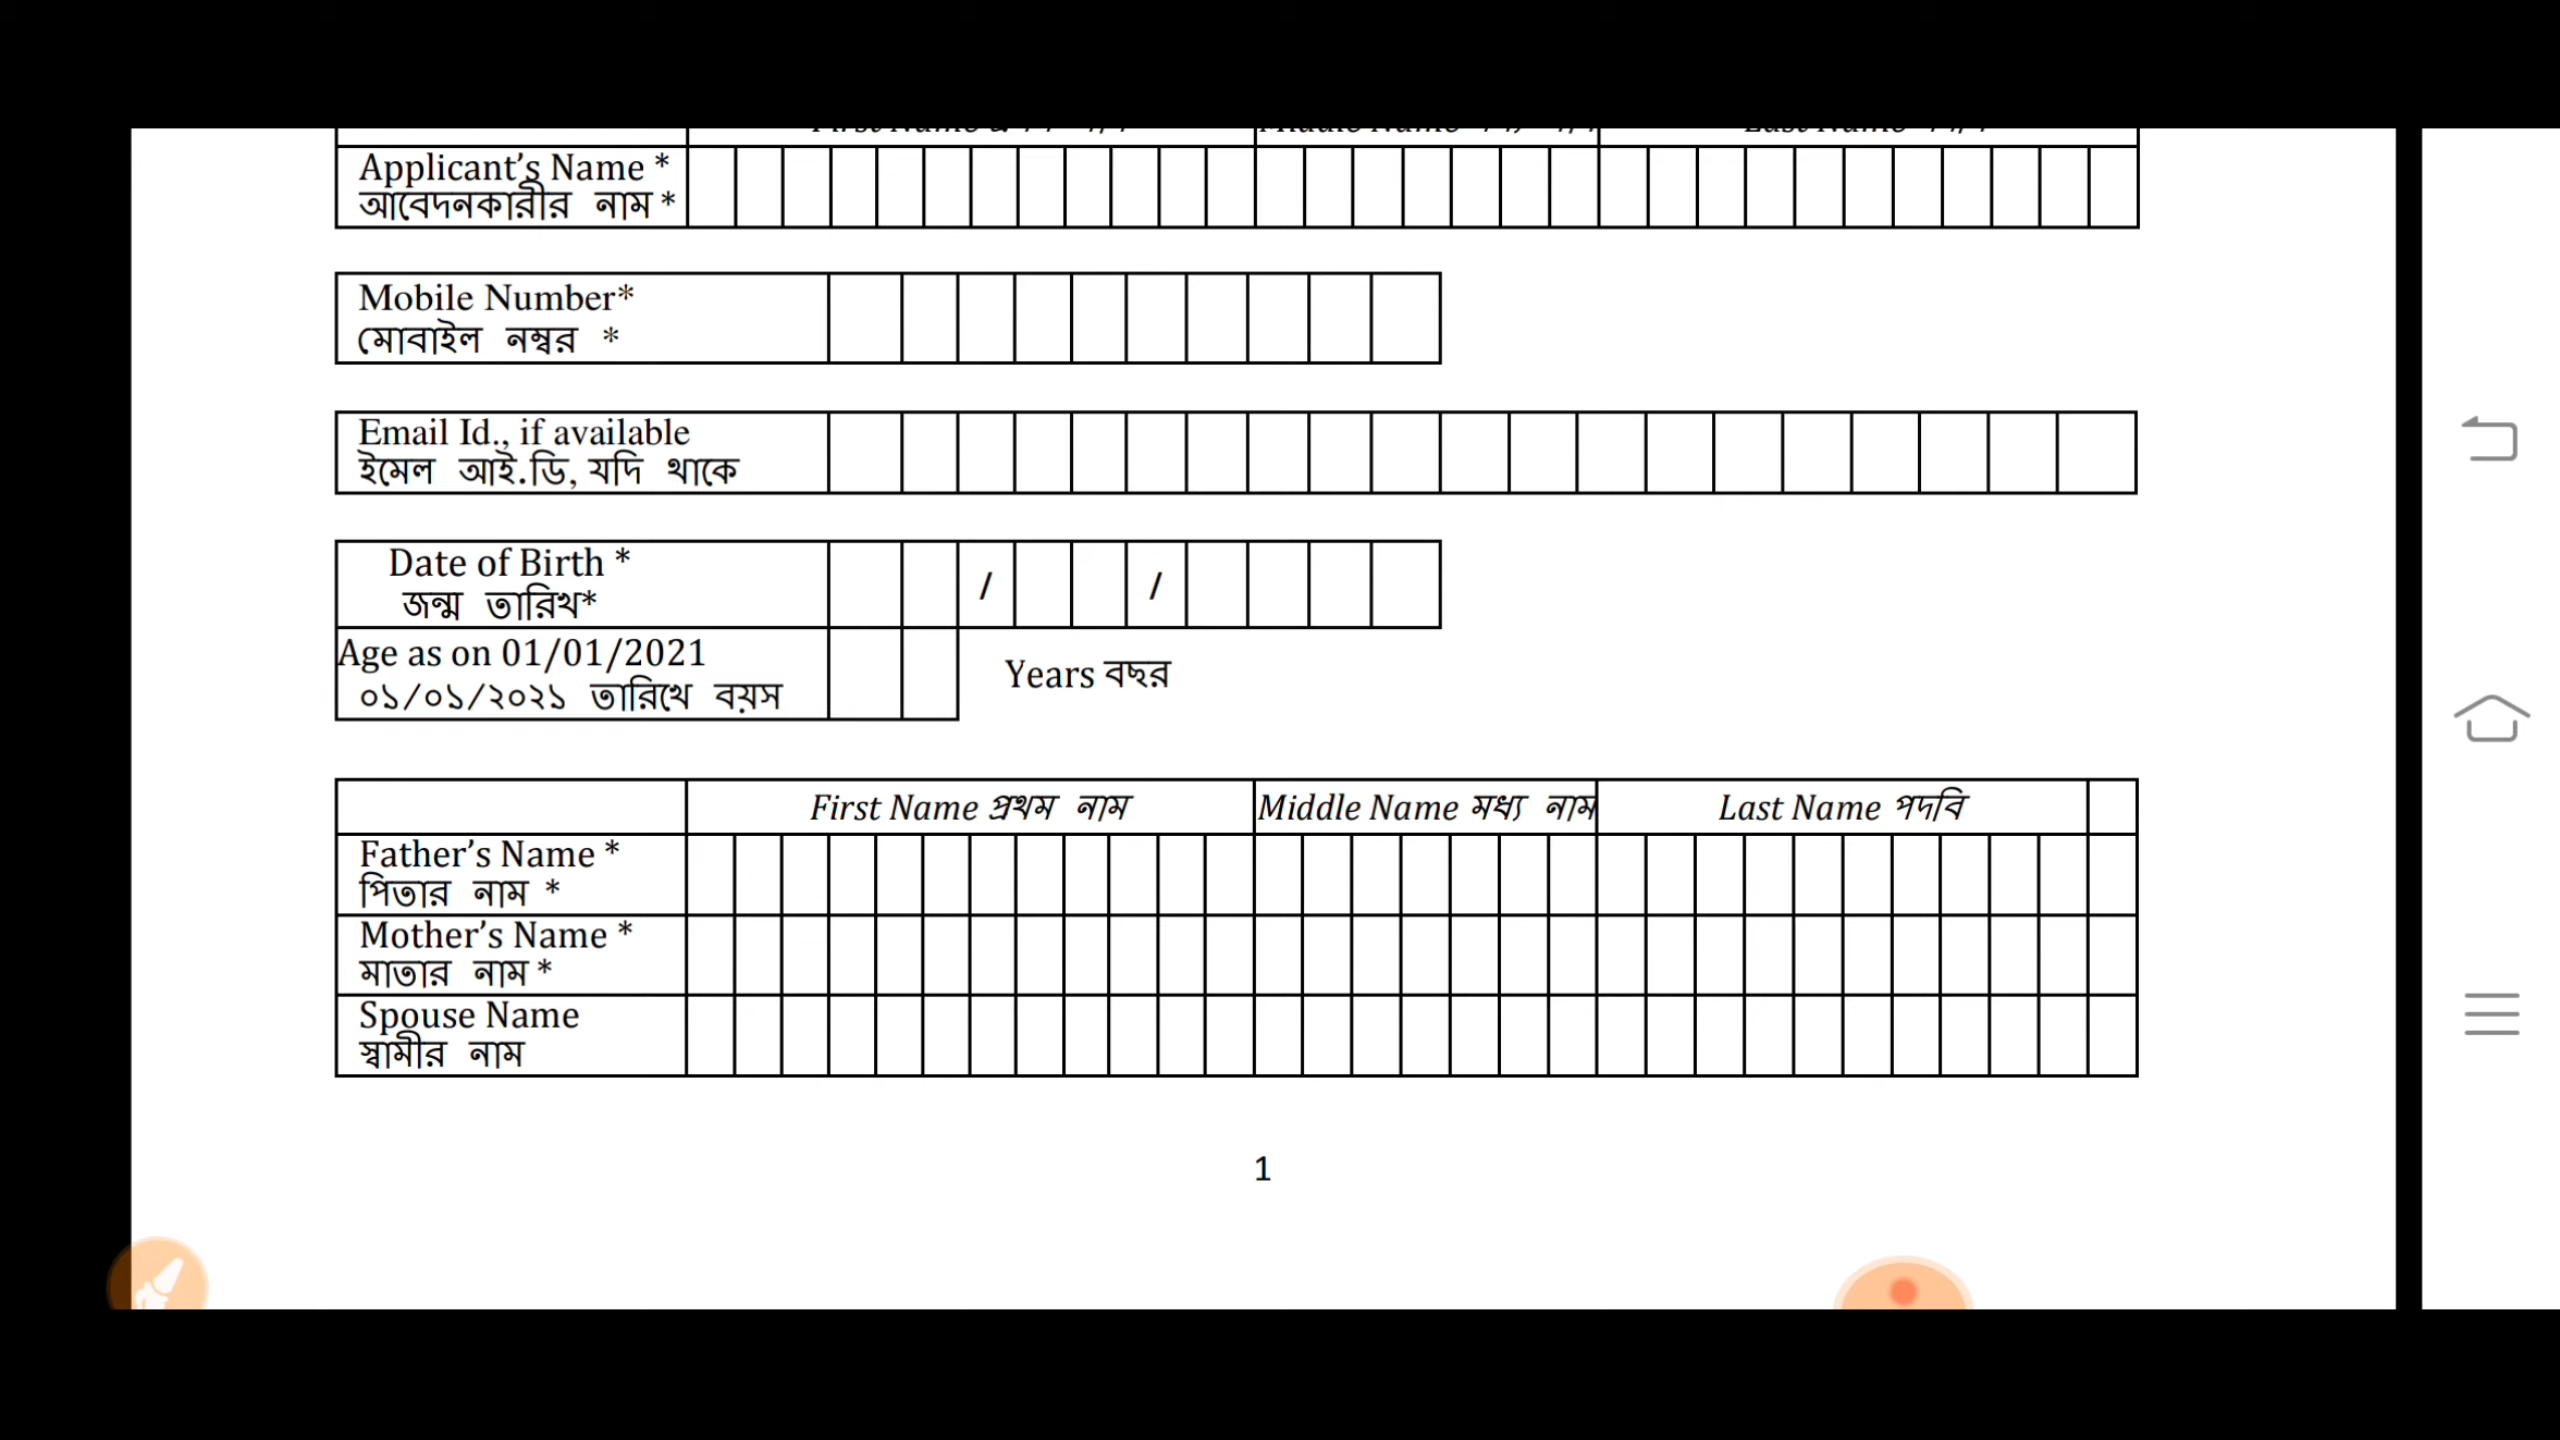 Applicant's Name *
আবেদনকারীর নাম *
Mobile Number*
মোবাইল নম্বর *
Email Id., if available
ইমেল আই.ডি, যদি থাকে
Date of Birth *
জন্ম তারিখ*
/ /
Age as on 01/01/2021
০১/০১/২০২১ তারিখে বয়স
Years বছর
First Name প্রথম নাম Middle Name মধ্য নাম Last Name পদবি
Father's Name *
পিতার নাম *
Mother's Name *
মাতার নাম *
Spouse Name
স্বামীর নাম
1